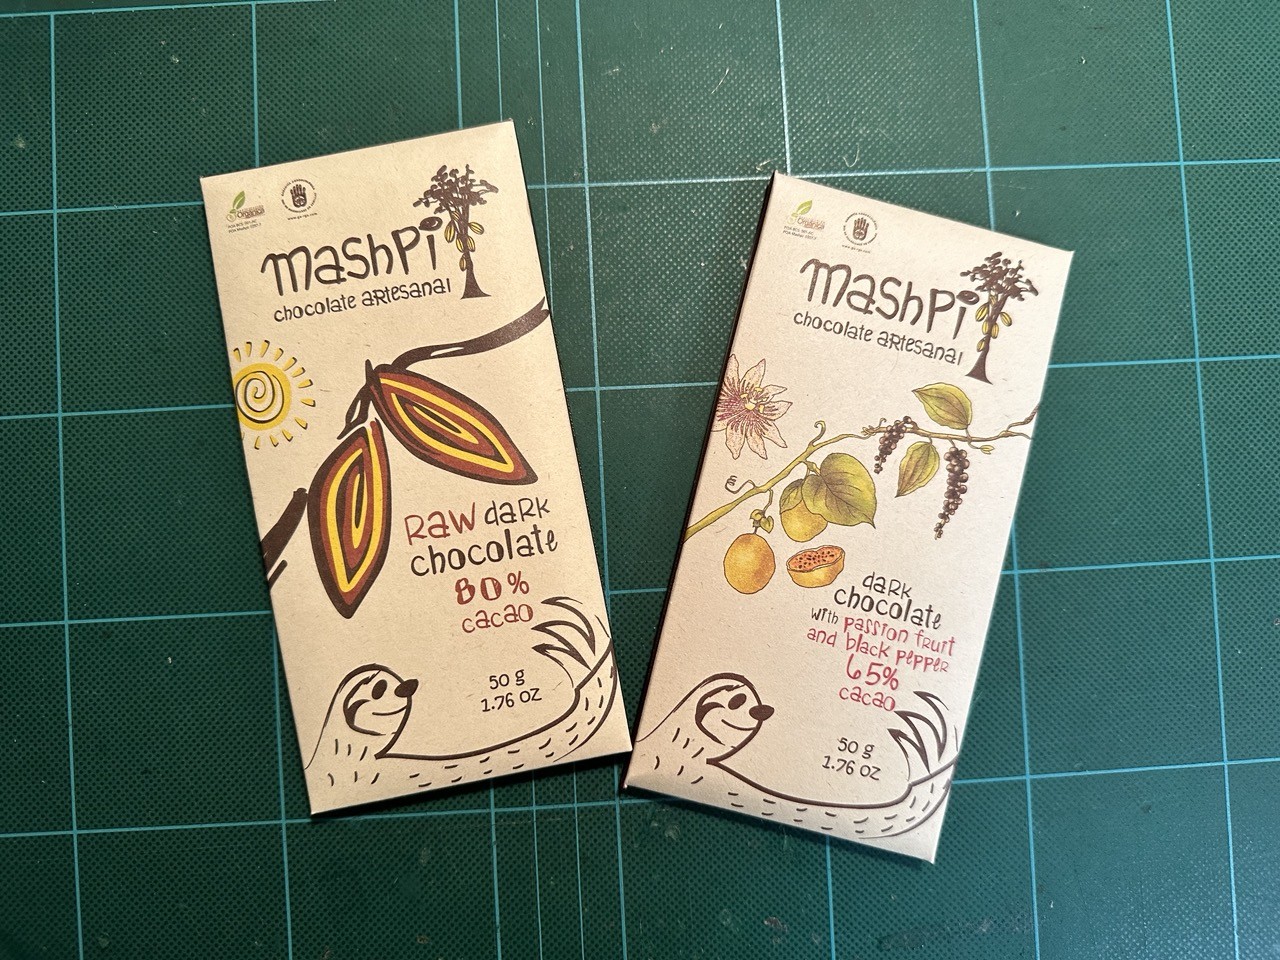 Orgánica
mashpi
chocolate artesanal
Raw dark
chocolate
80%
cacao
50 g
1.76 oz
mashpi
chocolate artesanal
dark
chocolate
with passion fruit
and black pepper
65%
cacao
50 g
1.76 oz